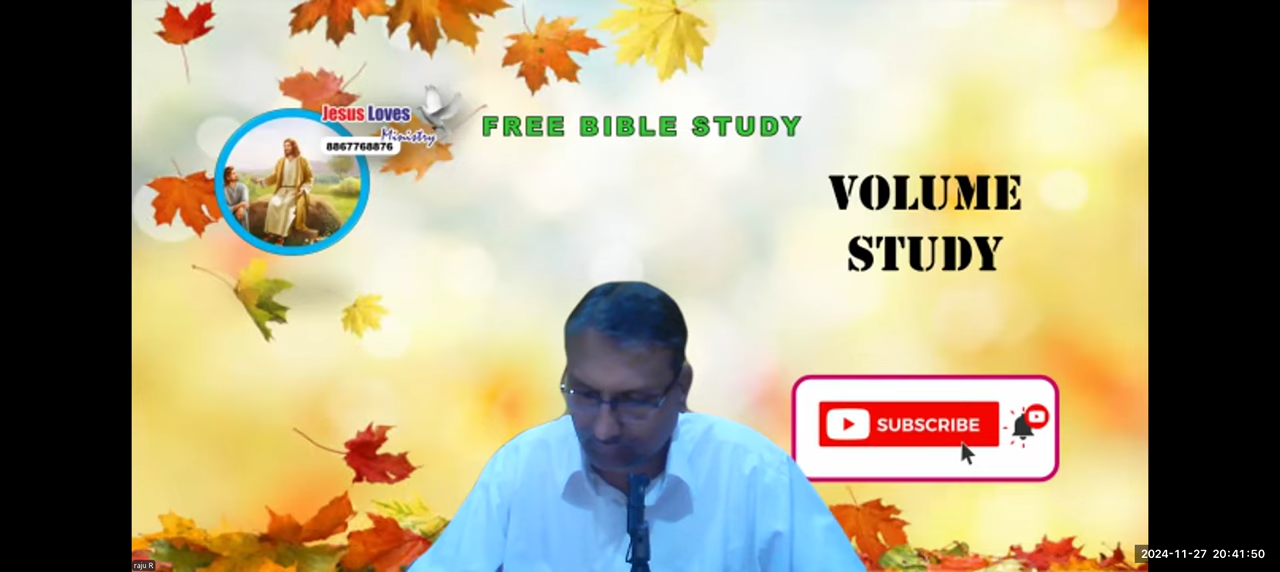 Jesus Loves
Ministry
8867768876
FREE BIBLE STUDY
VOLUME
STUDY
SUBSCRIBE
raju R
2024-11-27 20:41:50